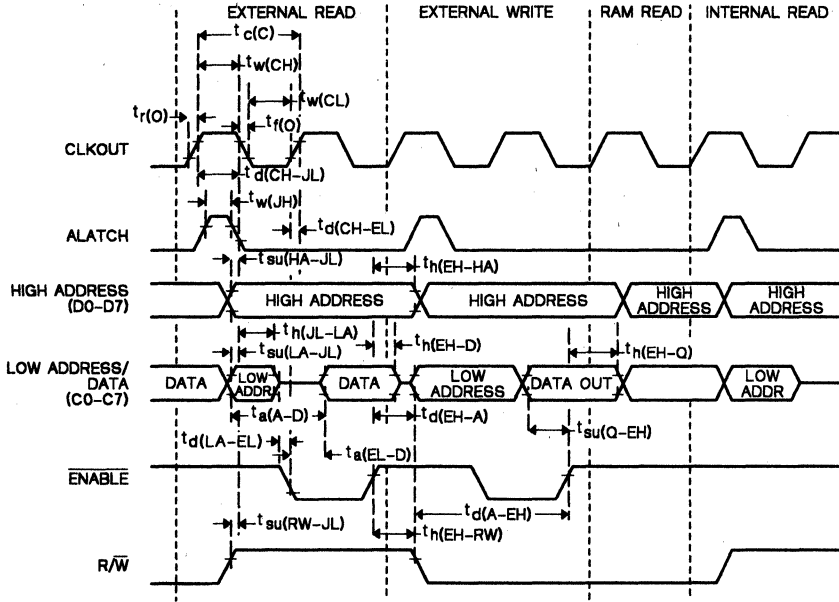 EXTERNAL READ EXTERNAL WRITE RAM READ INTERNAL READ
tc(C)
tw(CH)
tw(CL)
tr(O)
tf(O)
CLKOUT
td(CH-JL)
tw(JH)
ALATCH
td(CH-EL)
tsu(HA-JL)
th(EH-HA)
HIGH ADDRESS
(D0-D7)
HIGH ADDRESS
HIGH ADDRESS
HIGH
ADDRESS
HIGH
ADDRESS
th(JL-LA)
tsu(LA-JL)
th(EH-D)
th(EH-Q)
LOW ADDRESS/
DATA
(C0-C7)
DATA
LOW
ADDR
DATA
LOW
ADDRESS
DATA OUT
LOW
ADDR
ta(A-D)
td(EH-A)
tsu(Q-EH)
td(LA-EL)
ta(EL-D)
ENABLE
td(A-EH)
tsu(RW-JL)
th(EH-RW)
R/W